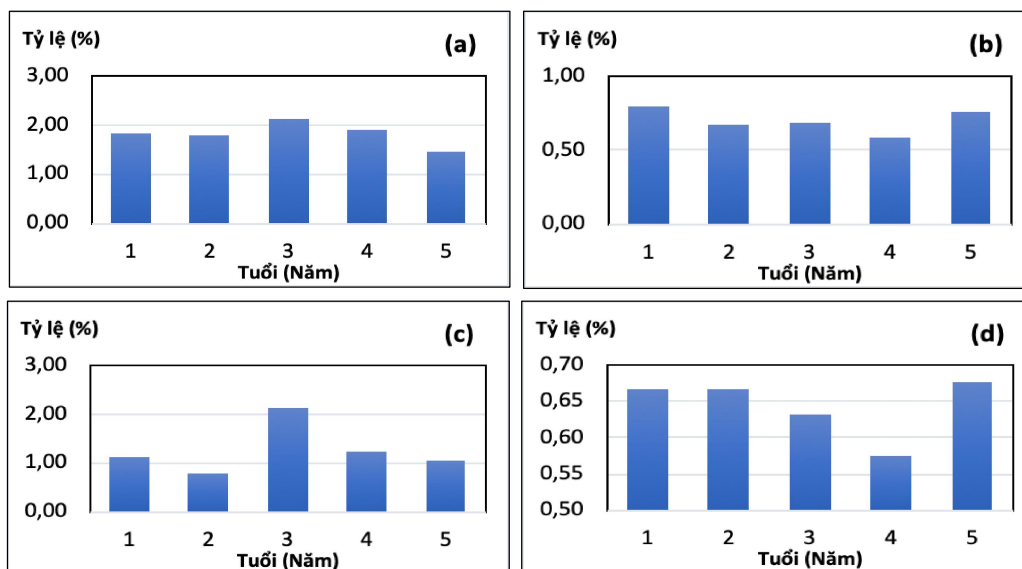 Tỷ lệ (%)
(a)
3,00
2,00
1,00
0,00
1 2 3 4 5
Tuổi (Năm)
Tỷ lệ (%)
(b)
1,00
0,50
0,00
1 2 3 4 5
Tuổi (Năm)
Tỷ lệ (%)
(c)
3,00
2,00
1,00
0,00
1 2 3 4 5
Tuổi (Năm)
Tỷ lệ (%)
(d)
0,70
0,65
0,60
0,55
0,50
1 2 3 4 5
Tuổi (Năm)